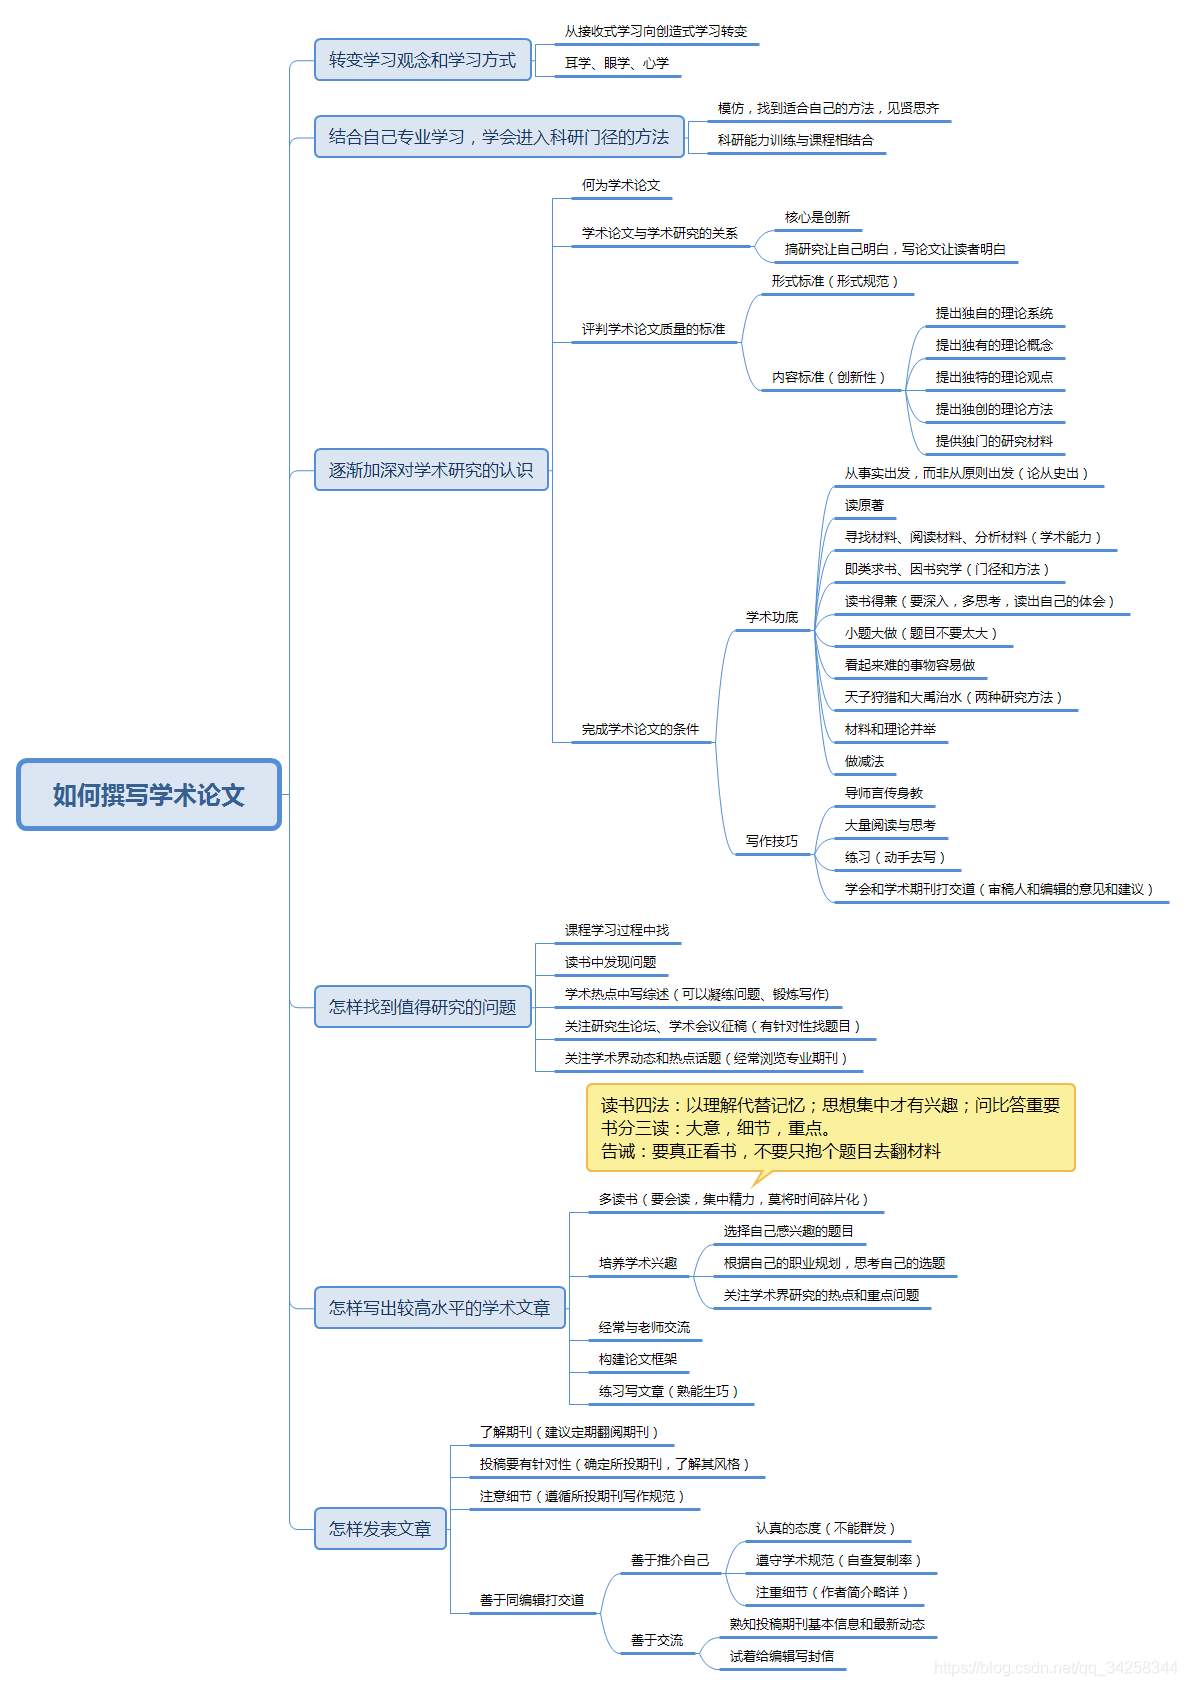 如何撰写学术论文
转变学习观念和学习方式
从接收式学习向创造式学习转变
耳学、眼学、心学
结合自己专业学习，学会进入科研门径的方法
模仿，找到适合自己的方法，见贤思齐
科研能力训练与课程相结合
逐渐加深对学术研究的认识
何为学术论文
学术论文与学术研究的关系
核心是创新
搞研究让自己明白，写论文让读者明白
评判学术论文质量的标准
形式标准（形式规范）
内容标准（创新性）
提出独自的理论系统
提出独有的理论概念
提出独特的理论观点
提出独创的理论方法
提供独门的研究材料
完成学术论文的条件
学术功底
从事实出发，而非从原则出发（论从史出）
读原著
寻找材料、阅读材料、分析材料（学术能力）
即类求书、因书究学（门径和方法）
读书得兼（要深入，多思考，读出自己的体会）
小题大做（题目不要太大）
看起来难的事物容易做
天子狩猎和大禹治水（两种研究方法）
材料和理论并举
做减法
写作技巧
导师言传身教
大量阅读与思考
练习（动手去写）
学会和学术期刊打交道（审稿人和编辑的意见和建议）
怎样找到值得研究的问题
课程学习过程中找
读书中发现问题
学术热点中写综述（可以凝练问题、锻炼写作)
关注研究生论坛、学术会议征稿（有针对性找题目）
关注学术界动态和热点话题（经常浏览专业期刊）
怎样写出较高水平的学术文章
读书四法：以理解代替记忆；思想集中才有兴趣；问比答重要
书分三读：大意，细节，重点。
告诫：要真正看书，不要只抱个题目去翻材料
多读书（要会读，集中精力，莫将时间碎片化）
培养学术兴趣
选择自己感兴趣的题目
根据自己的职业规划，思考自己的选题
关注学术界研究的热点和重点问题
经常与老师交流
构建论文框架
练习写文章（熟能生巧）
怎样发表文章
了解期刊（建议定期翻阅期刊）
投稿要有针对性（确定所投期刊，了解其风格）
注意细节（遵循所投期刊写作规范）
善于同编辑打交道
善于推介自己
认真的态度（不能群发）
遵守学术规范（自查复制率）
注重细节（作者简介略详）
善于交流
熟知投稿期刊基本信息和最新动态
试着给编辑写封信
https://blog.csdn.net/qq_34258344